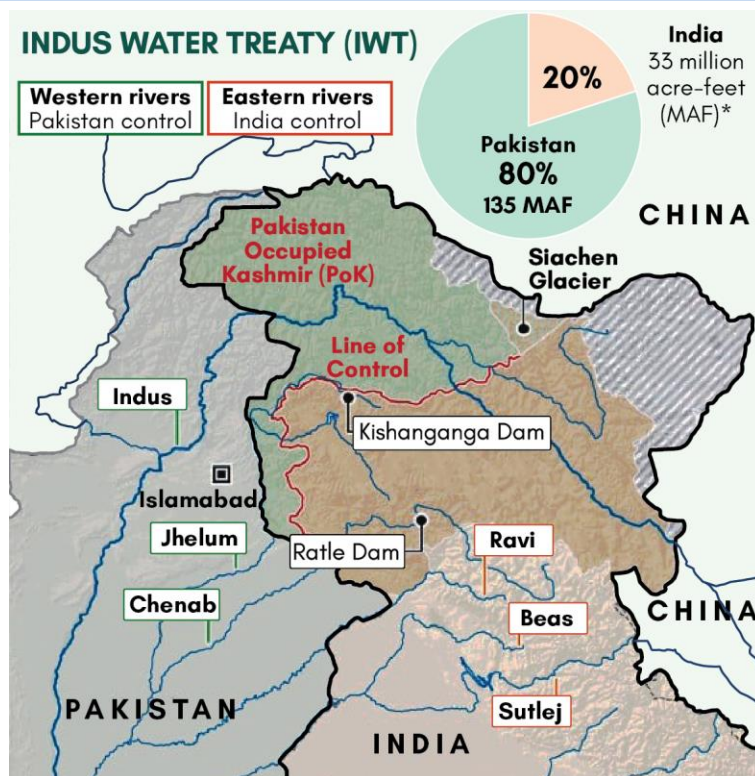 INDUS WATER TREATY (IWT)
Western rivers
Pakistan control
Eastern rivers
India control
20%
India
33 million
acre-feet
(MAF)*
Pakistan
80%
135 MAF
CHINA
Pakistan
Occupied
Kashmir (PoK)
Siachen
Glacier
Line of
Control
Indus
Kishanganga Dam
Islamabad
Jhelum
Ratle Dam
Ravi
Chenab
Beas
CHINA
PAKISTAN
Sutlej
INDIA